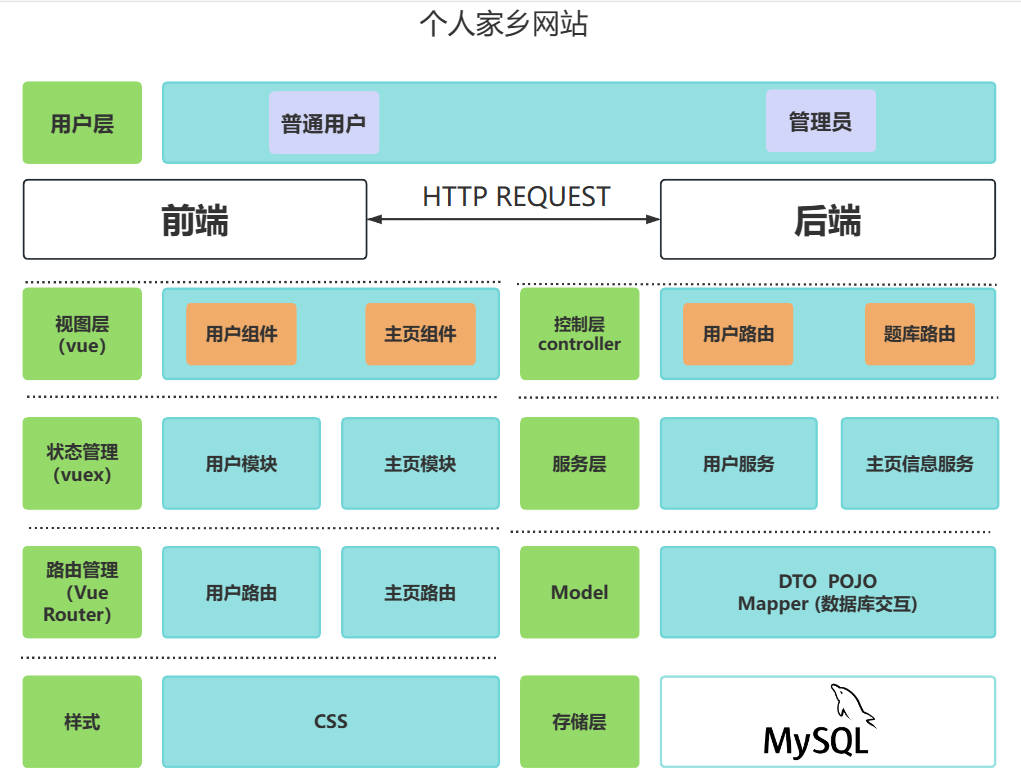 个人家乡网站
用户层
普通用户
管理员
前端
HTTP REQUEST
后端
视图层
（vue）
用户组件
主页组件
控制层
controller
用户路由
题库路由
状态管理
（vuex）
用户模块
主页模块
服务层
用户服务
主页信息服务
路由管理
（Vue
Router）
用户路由
主页路由
Model
DTO POJO
Mapper (数据库交互)
样式
CSS
存储层
MySQL